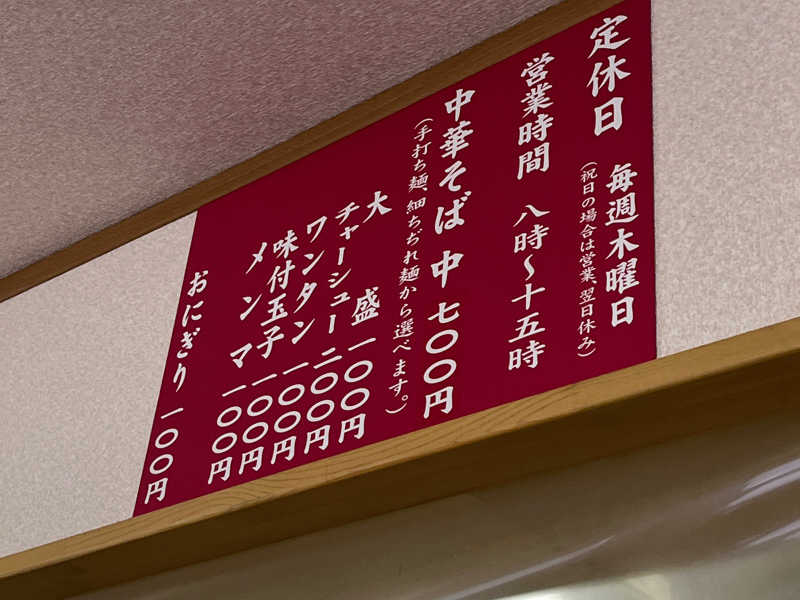 定休日 毎週木曜日
(祝日の場合は営業、翌日休み)
営業時間 八時〜十五時
中華そば 中 七〇〇円
(手打ち麺、細ちぢれ麺から選べます。)
大盛 一〇〇円
チャーシュー 二〇〇円
ワンタン 一〇〇円
味付玉子 一〇〇円
メンマ 一〇〇円
おにぎり 一〇〇円